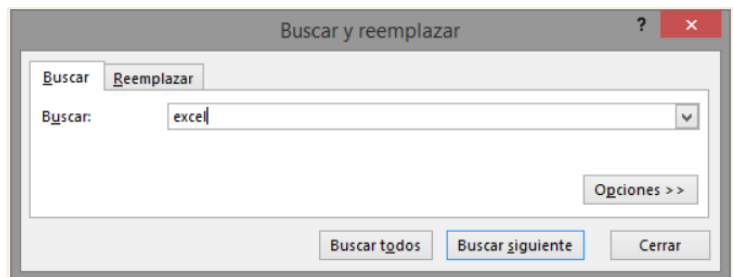 Buscar y reemplazar ? ×
Buscar Reemplazar
Buscar: excel
Opciones >>
Buscar todos Buscar siguiente Cerrar